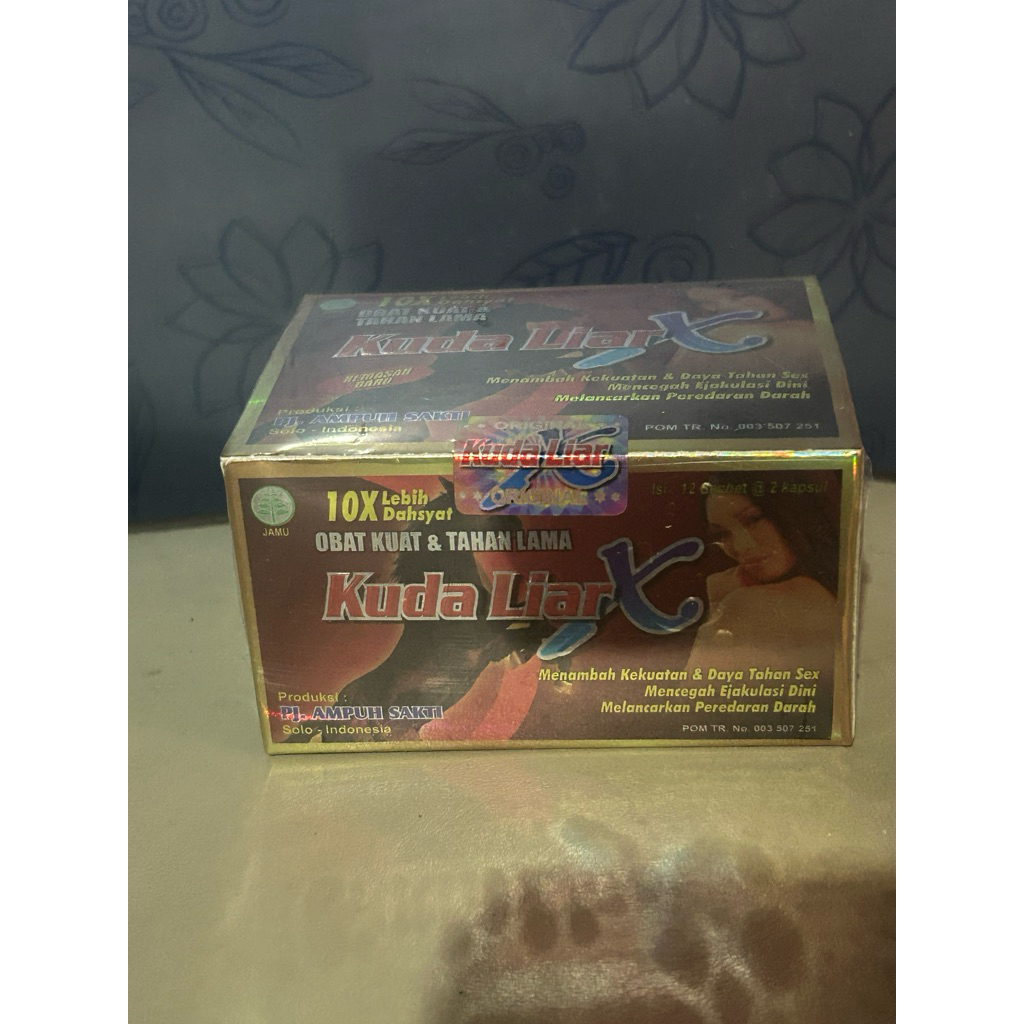 10X
OBAT KUAT &
TAHAN LAMA
Kuda Liar X
KEMASAN
BARU
Menambah Kekuatan & Daya Tahan Sex
Mencegah Ejakulasi Dini
Melancarkan Peredaran Darah
Produksi :
PJ. AMPUH SAKTI
Solo - Indonesia
POM TR. No. 003 507 251
ORIGINAL
Kuda Liar X
ORIGINAL
JAMU
10X Lebih
Dahsyat
Isi : 12 Sachet @ 2 kapsul
OBAT KUAT & TAHAN LAMA
Kuda Liar X
Menambah Kekuatan & Daya Tahan Sex
Mencegah Ejakulasi Dini
Melancarkan Peredaran Darah
Produksi :
PJ. AMPUH SAKTI
Solo - Indonesia
POM TR. No. 003 507 251